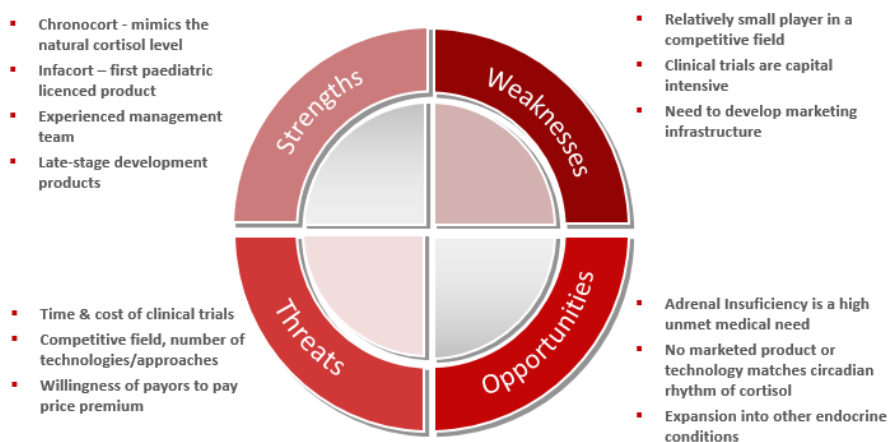 Chronocort - mimics the
natural cortisol level
Infacort – first paediatric
licenced product
Experienced management
team
Late-stage development
products
Strengths
Weaknesses
Relatively small player in a
competitive field
Clinical trials are capital
intensive
Need to develop marketing
infrastructure
Time & cost of clinical trials
Competitive field, number of
technologies/approaches
Willingness of payors to pay
price premium
Threats
Opportunities
Adrenal Insuficiency is a high
unmet medical need
No marketed product or
technology matches circadian
rhythm of cortisol
Expansion into other endocrine
conditions